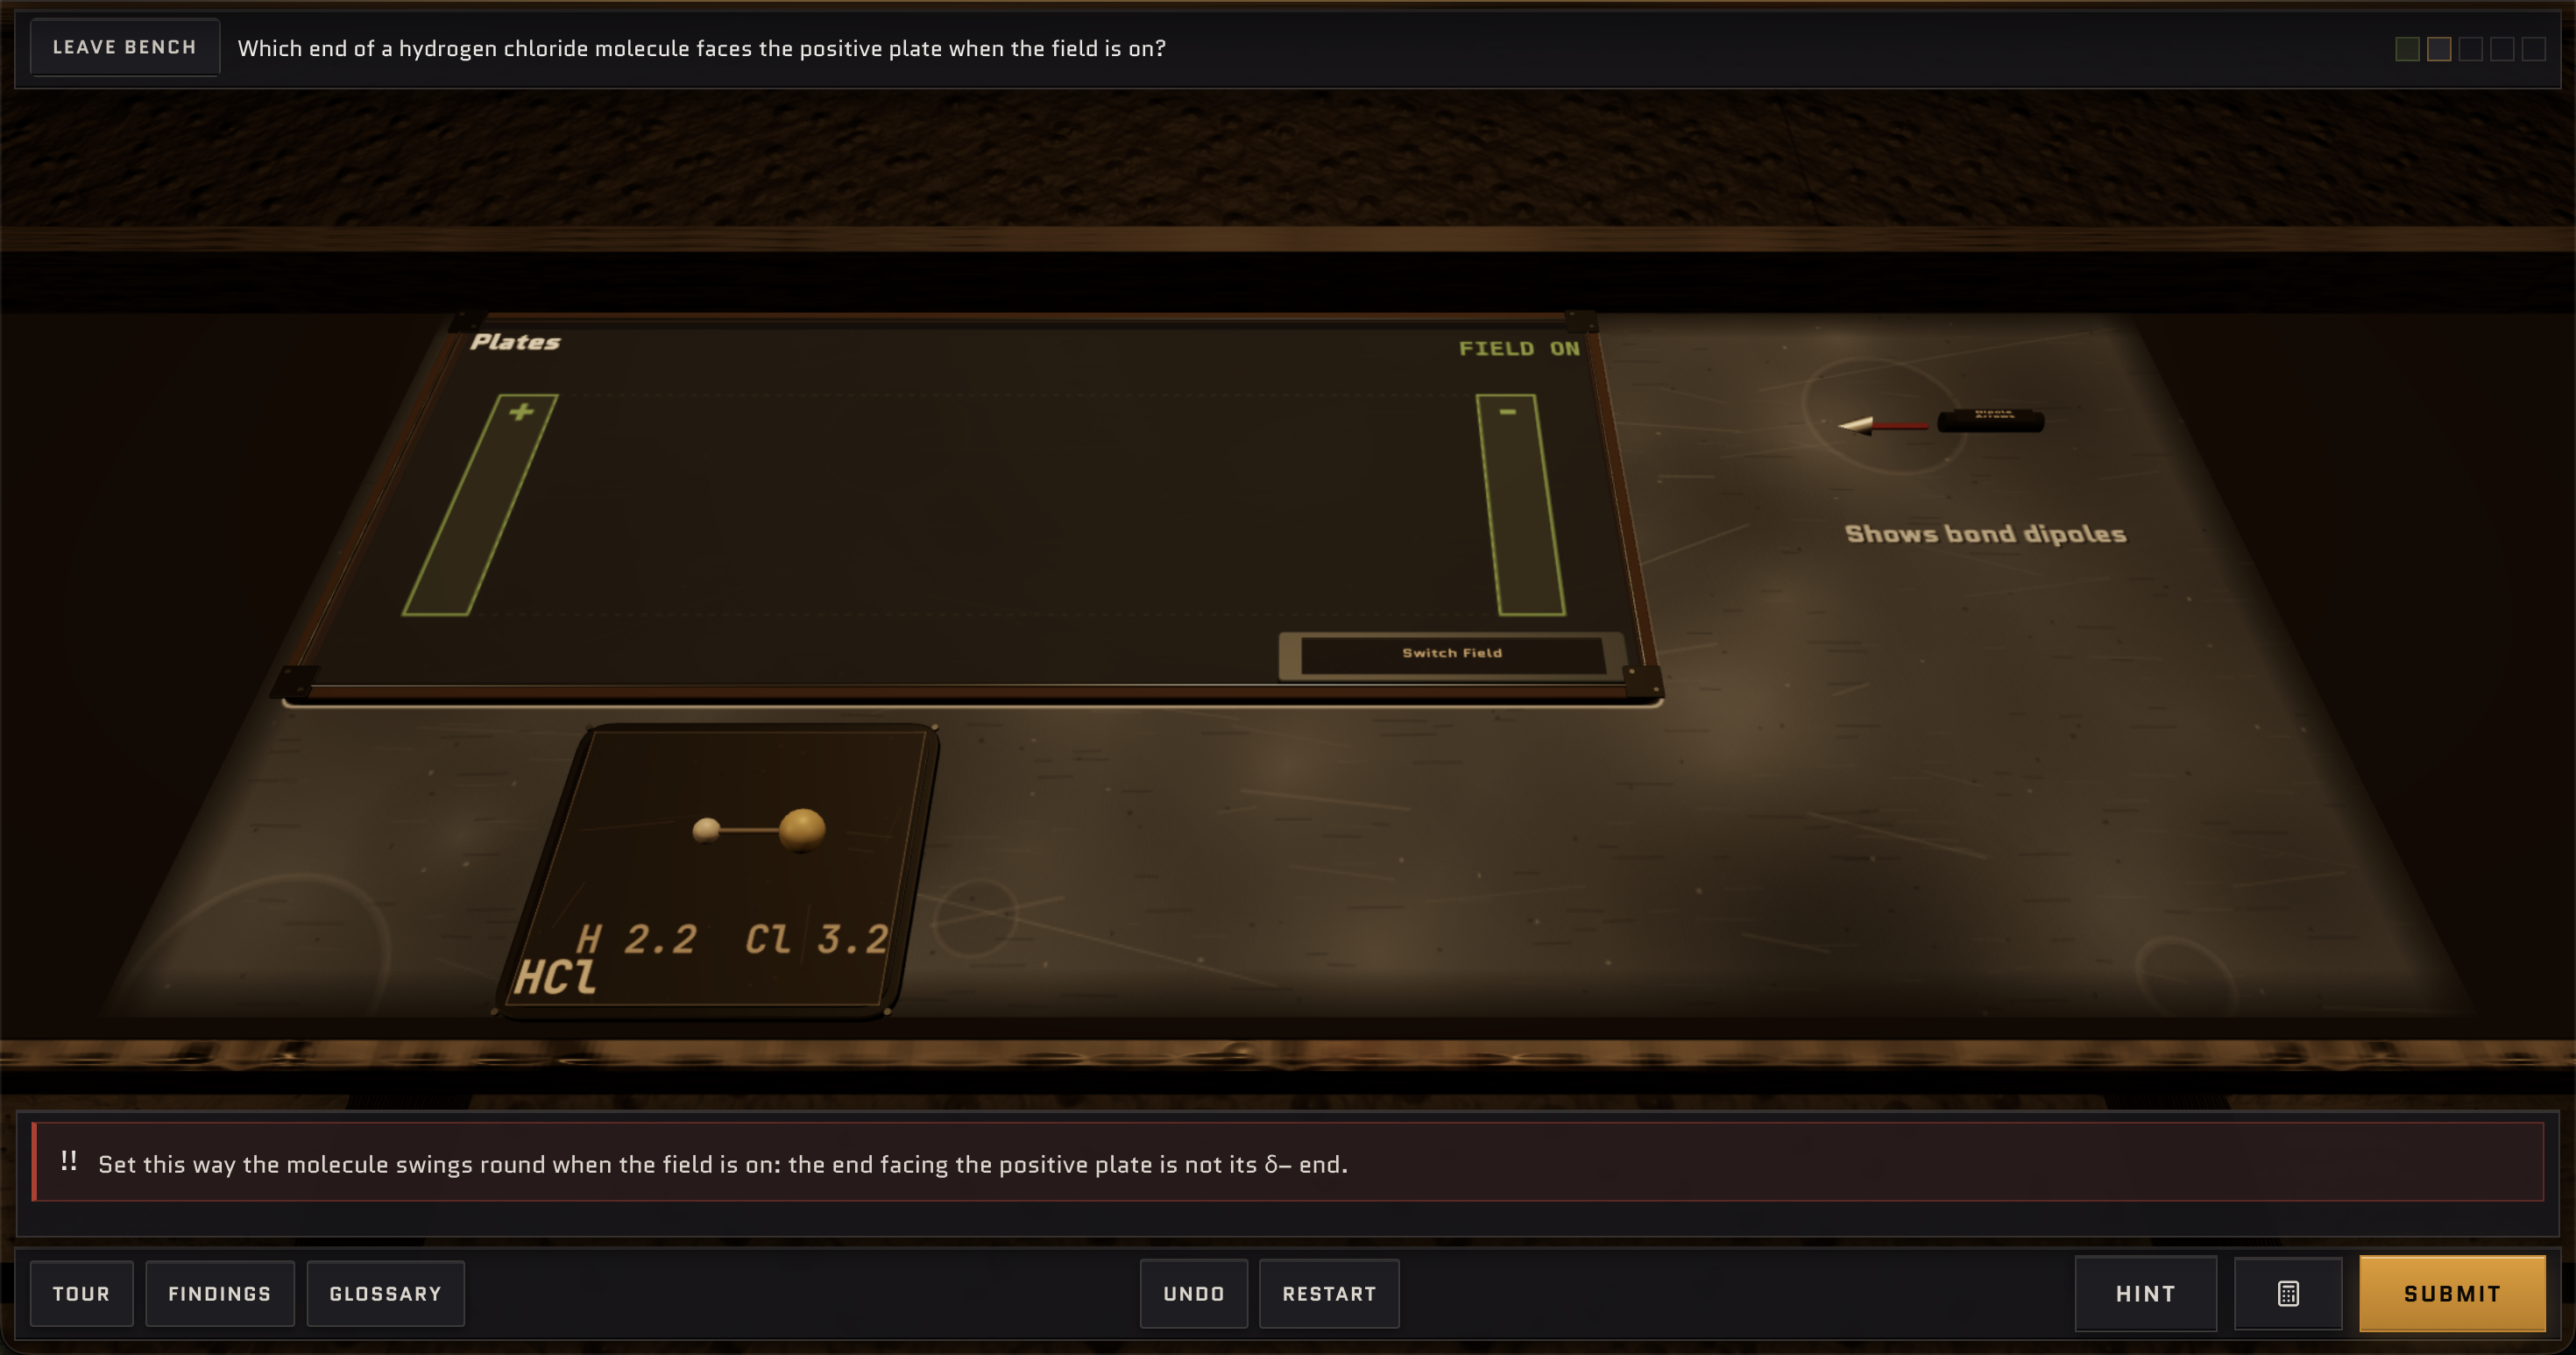 LEAVE BENCH
Which end of a hydrogen chloride molecule faces the positive plate when the field is on?
Plates
FIELD ON
+
-
Dipole
Arrows
Shows bond dipoles
Switch Field
H 2.2 Cl 3.2
HCl
!! Set this way the molecule swings round when the field is on: the end facing the positive plate is not its δ– end.
TOUR
FINDINGS
GLOSSARY
UNDO
RESTART
HINT
SUBMIT